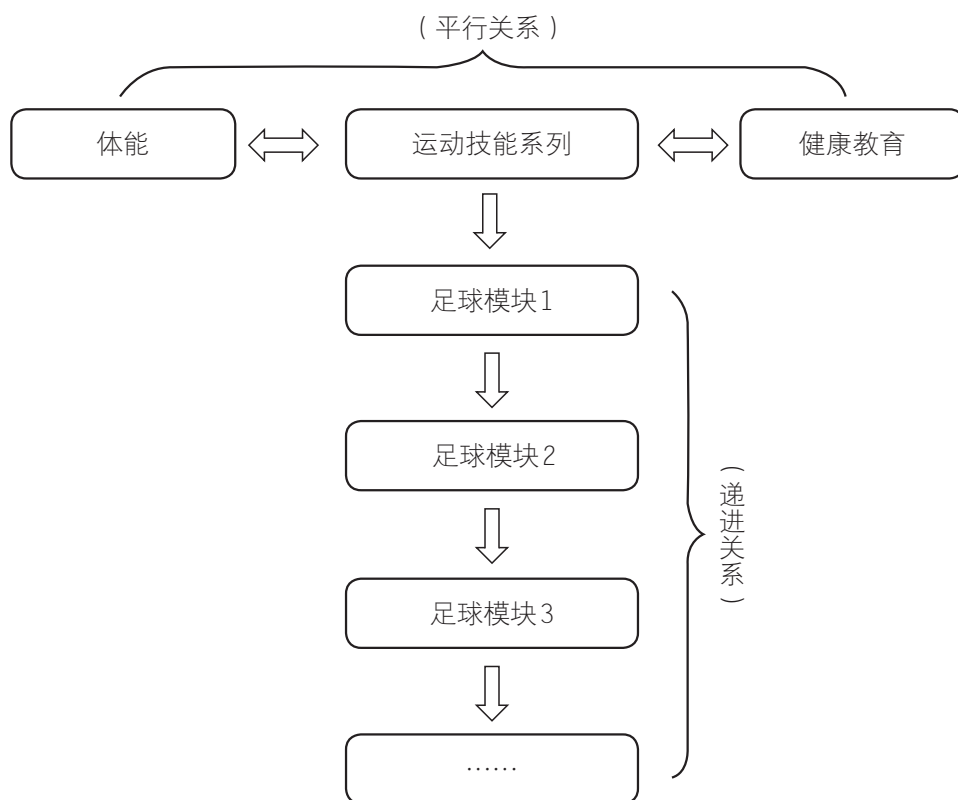 （平行关系）
体能
运动技能系列
健康教育
足球模块1
足球模块2
足球模块3
（递进关系）
……